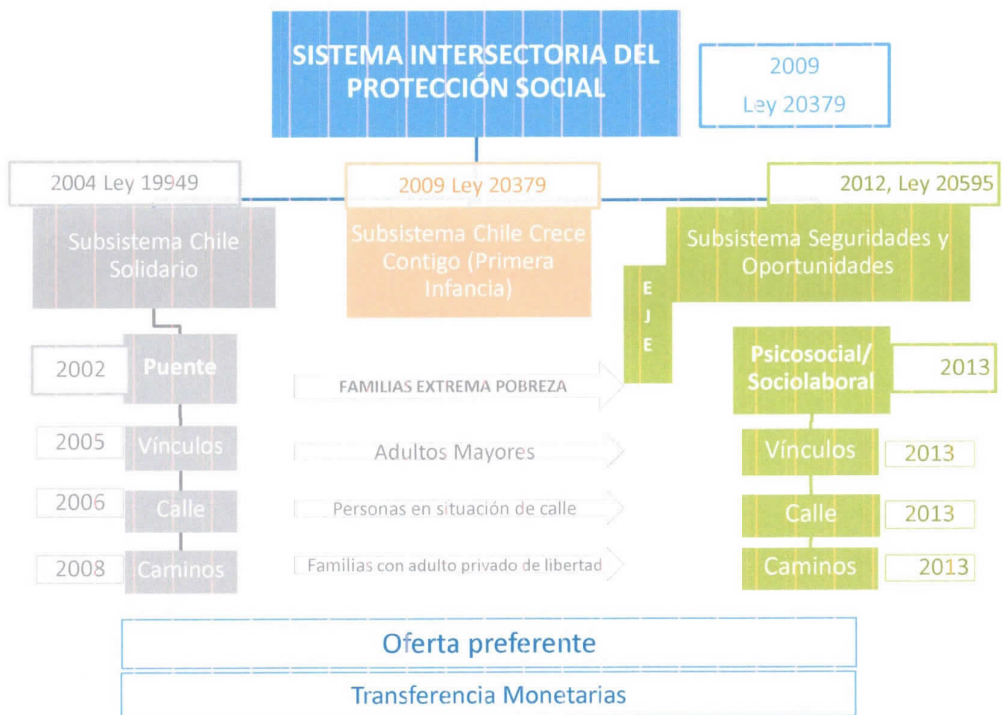 SISTEMA INTERSECTORIA DEL
PROTECCIÓN SOCIAL
2009
Ley 20379
2004 Ley 19949
2009 Ley 20379
2012, Ley 20595
Subsistema Chile
Solidario
Subsistema Chile Crece
Contigo (Primera
Infancia)
Subsistema Seguridades y
Oportunidades
E
J
E
2002
Puente
FAMILIAS EXTREMA POBREZA
Psicosocial/
Sociolaboral
2013
2005
Vínculos
Adultos Mayores
Vínculos
2013
2006
Calle
Personas en situación de calle
Calle
2013
2008
Caminos
Familias con adulto privado de libertad
Caminos
2013
Oferta preferente
Transferencia Monetarias